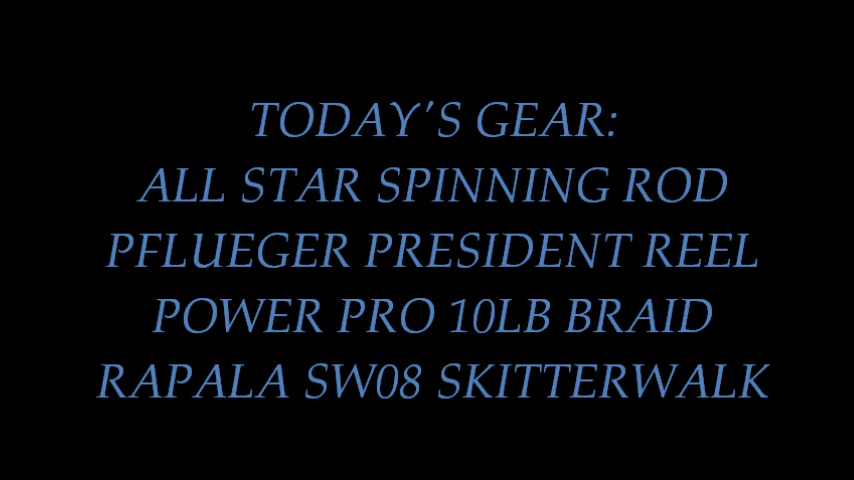 TODAY'S GEAR:
ALL STAR SPINNING ROD
PFLUEGER PRESIDENT REEL
POWER PRO 10LB BRAID
RAPALA SW08 SKITTERWALK